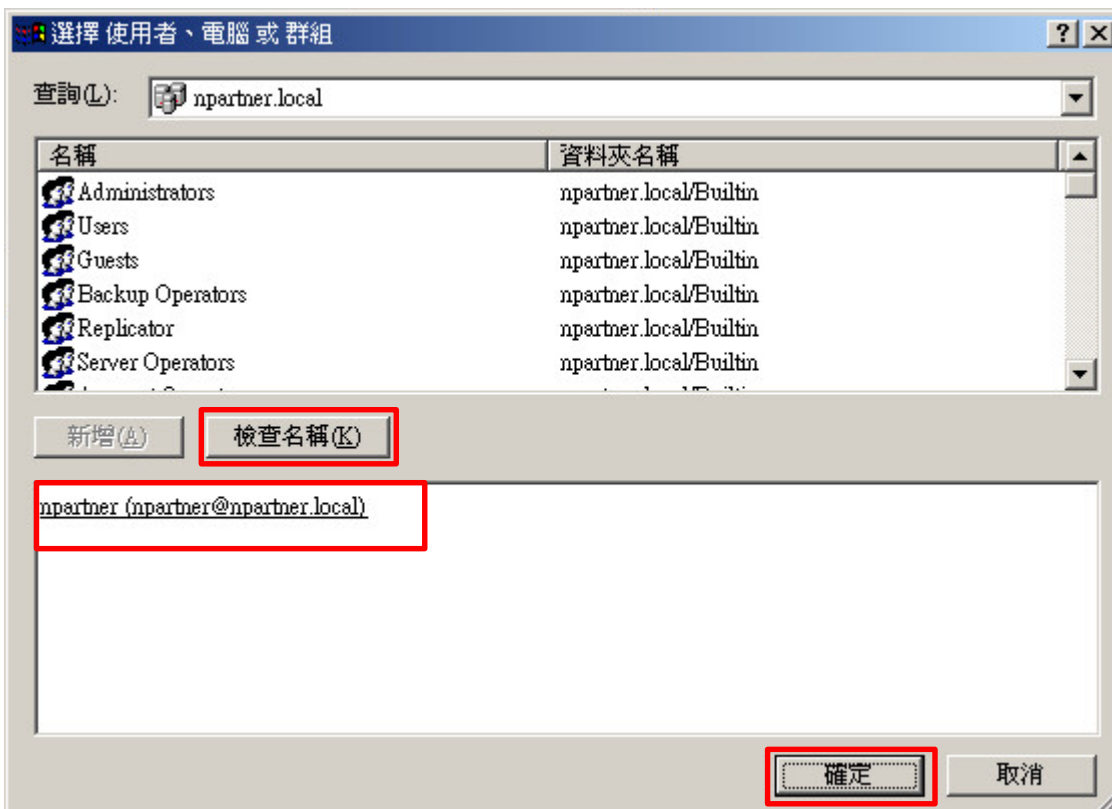 選擇 使用者、電腦 或 群組
查詢(L): npartner.local
名稱 資料夾名稱
Administrators npartner.local/Builtin
Users npartner.local/Builtin
Guests npartner.local/Builtin
Backup Operators npartner.local/Builtin
Replicator npartner.local/Builtin
Server Operators npartner.local/Builtin
新增(A) 檢查名稱(K)
npartner (npartner@npartner.local)
確定 取消